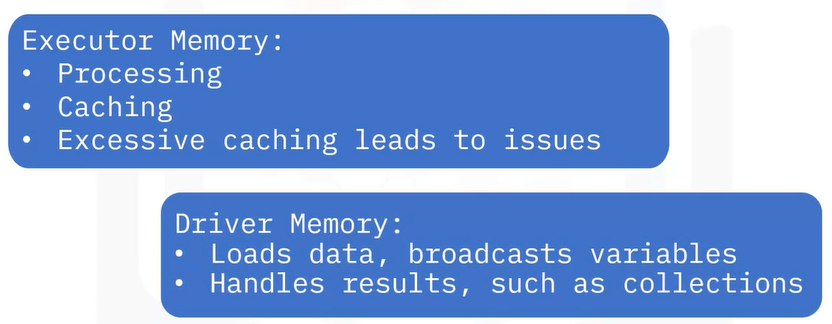 Executor Memory:
• Processing
• Caching
• Excessive caching leads to issues
Driver Memory:
• Loads data, broadcasts variables
• Handles results, such as collections